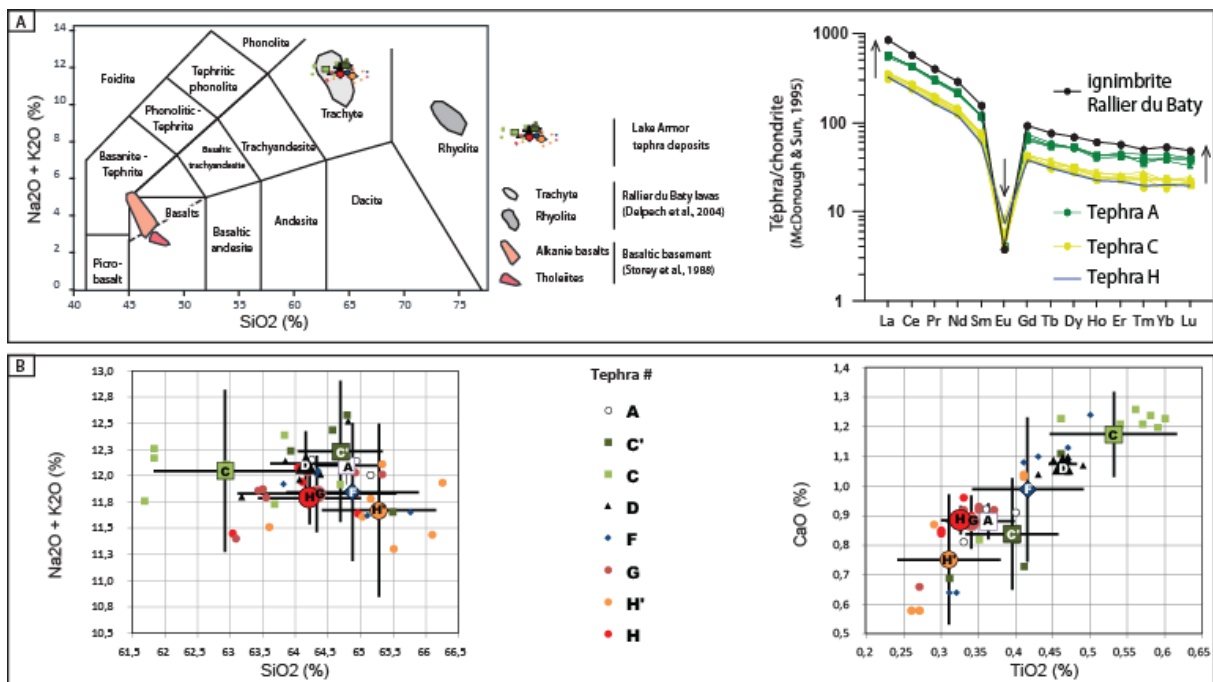 A
Na2O + K2O (%)
14
12
10
8
6
4
2
0
40
45
50
55
60
65
70
75
SiO2 (%)
Foidite
Phonolite
Tephritic
phonolite
Phonolitic -
Tephrite
Basanite -
Tephrite
Basaltic
trachyandesite
Trachyandesite
Trachyte
Rhyolite
Dacite
Andesite
Basaltic
andesite
Basalts
Picro-
basalt
Lake Armor
tephra deposits
Trachyte
Rhyolite
Rallier du Baty lavas
(Delpech et al., 2004)
Alkanie basalts
Tholeiites
Basaltic basement
(Storey et al., 1988)
Téphra/chondrite
(McDonough & Sun, 1995)
1000
100
10
1
La Ce Pr Nd Sm Eu Gd Tb Dy Ho Er Tm Yb Lu
ignimbrite
Rallier du Baty
Tephra A
Tephra C
Tephra H
B
Na2O + K2O (%)
13,0
12,5
12,3
12,0
11,8
11,5
11,3
11,0
10,8
10,5
61,5 62 62,5 63 63,5 64 64,5 65 65,5 66 66,5
SiO2 (%)
C
D
C'
A
H
G
F
H'
Tephra #
A
C'
C
D
F
G
H'
H
CaO (%)
1,4
1,3
1,2
1,1
1,0
0,9
0,8
0,7
0,6
0,5
0,2 0,25 0,3 0,35 0,4 0,45 0,5 0,55 0,6 0,65
TiO2 (%)
C
D
F
H
G
A
C'
H'